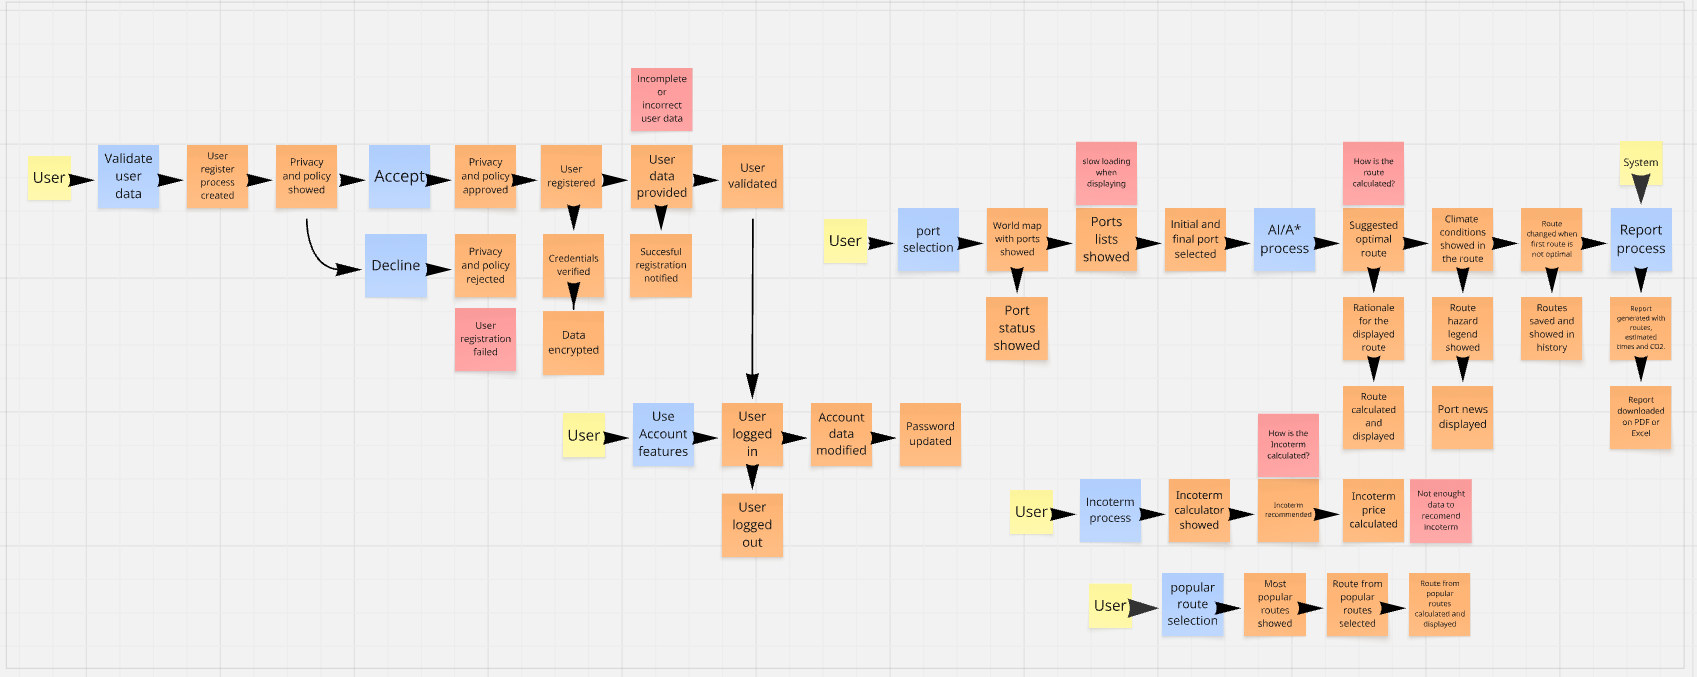 Incomplete
or
incorrect
user data
User
Validate
user
data
User
register
process
created
Privacy
and policy
showed
Accept
Privacy
and policy
approved
User
registered
User
data
provided
User
validated
Decline
Privacy
and policy
rejected
Credentials
verified
Succesful
registration
notified
User
registration
failed
Data
encrypted
User
Use
Account
features
User
logged
in
Account
data
modified
Password
updated
User
logged
out
slow loading
when
displaying
How is the
route
calculated?
System
User
port
selection
World map
with ports
showed
Ports
lists
showed
Initial and
final port
selected
AI/A*
process
Suggested
optimal
route
Climate
conditions
showed in
the route
Route
changed when
first route is
not optimal
Report
process
Port
status
showed
Rationale
for the
displayed
route
Route
hazard
legend
showed
Routes
saved and
showed in
history
Report
generated with
routes,
estimated
times and CO2.
Route
calculated
and
displayed
Port news
displayed
Report
downloaded
on PDF or
Excel
How is the
Incoterm
calculated?
User
Incoterm
process
Incoterm
calculator
showed
Incoterm
recommended
Incoterm
price
calculated
Not enought
data to
recomend
incoterm
User
popular
route
selection
Most
popular
routes
showed
Route from
popular
routes
selected
Route from
popular
routes
calculated and
displayed